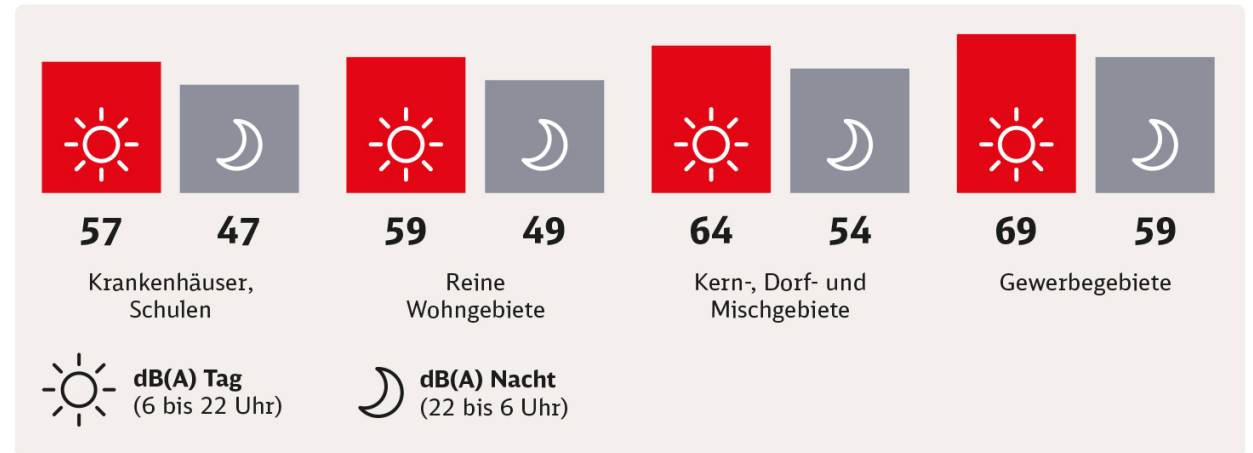 57 47 59 49 64 54 69 59
Krankenhäuser,
Schulen
Reine
Wohngebiete
Kern-, Dorf- und
Mischgebiete
Gewerbegebiete
dB(A) Tag
(6 bis 22 Uhr)
dB(A) Nacht
(22 bis 6 Uhr)